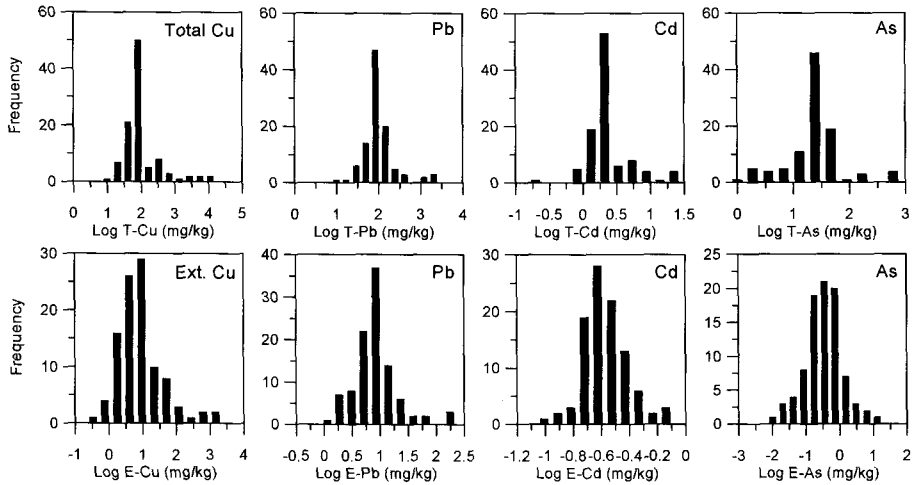 Total Cu
Pb
Cd
As
Frequency
60
40
20
0
60
40
20
0
60
40
20
0
60
40
20
0
0 1 2 3 4 5
0 1 2 3 4
-1 -0.5 0 0.5 1 1.5
0 1 2 3
Log T-Cu (mg/kg)
Log T-Pb (mg/kg)
Log T-Cd (mg/kg)
Log T-As (mg/kg)
Ext. Cu
Pb
Cd
As
Frequency
40
30
20
10
0
40
30
20
10
0
40
30
20
10
0
25
20
15
10
5
0
-1 0 1 2 3 4
-0.5 0 0.5 1 1.5 2 2.5
-1.2 -1 -0.8 -0.6 -0.4 -0.2 0
-3 -2 -1 0 1 2
Log E-Cu (mg/kg)
Log E-Pb (mg/kg)
Log E-Cd (mg/kg)
Log E-As (mg/kg)